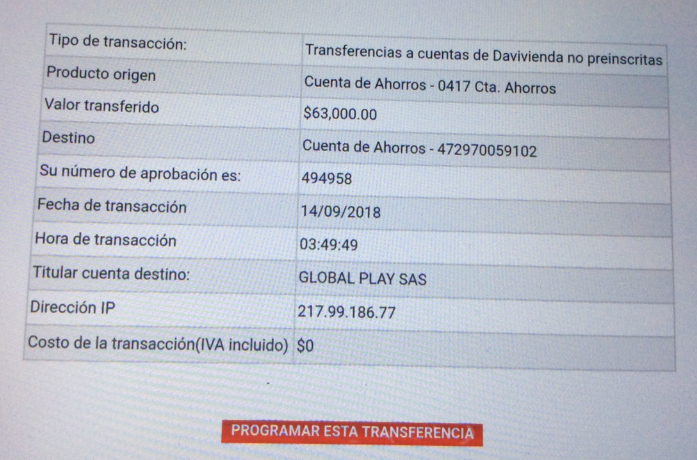 Tipo de transacción: Transferencias a cuentas de Davivienda no preinscritas
Producto origen Cuenta de Ahorros - 0417 Cta. Ahorros
Valor transferido $63,000.00
Destino Cuenta de Ahorros - 472970059102
Su número de aprobación es: 494958
Fecha de transacción 14/09/2018
Hora de transacción 03:49:49
Titular cuenta destino: GLOBAL PLAY SAS
Dirección IP 217.99.186.77
Costo de la transacción(IVA incluido) $0
PROGRAMAR ESTA TRANSFERENCIA